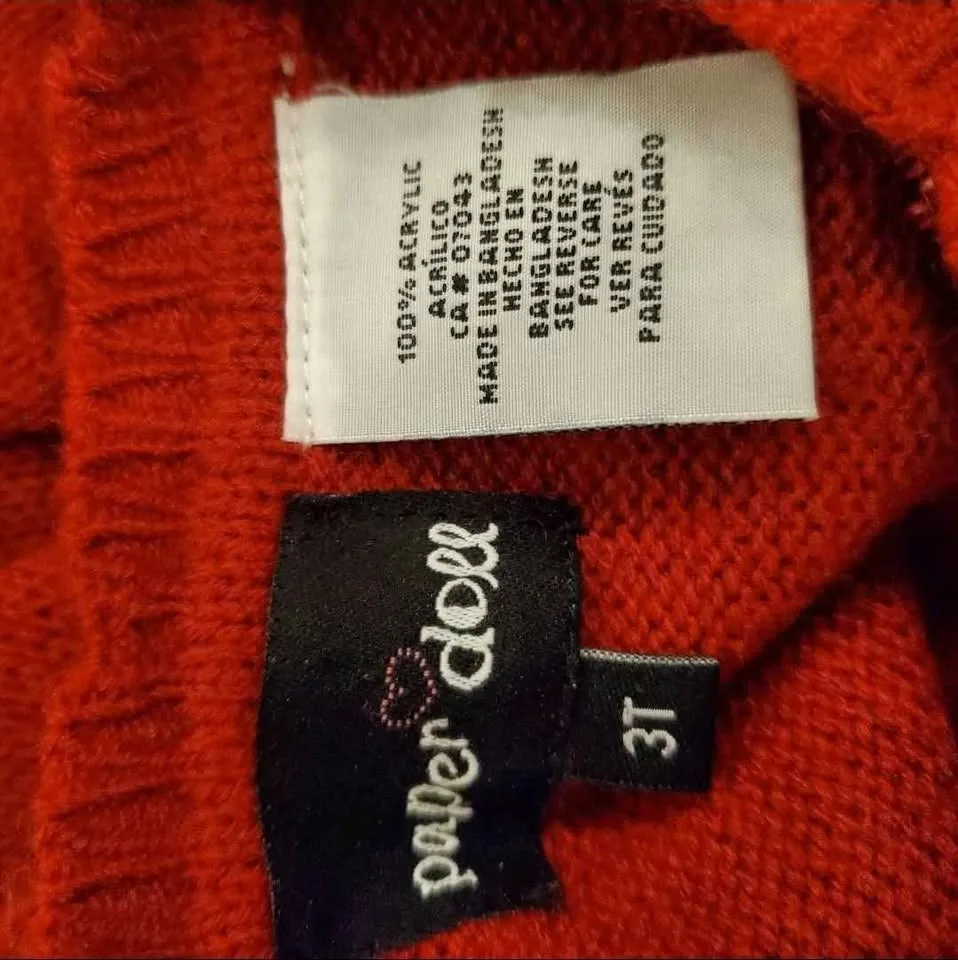 100% ACRYLIC
ACRÍLICO
CA# 07043
MADE IN BANGLADESH
HECHO EN
BANGLADESH
SEE REVERSE
FOR CARE
VER REVÉS
PARA CUIDADO
paper doll
3T